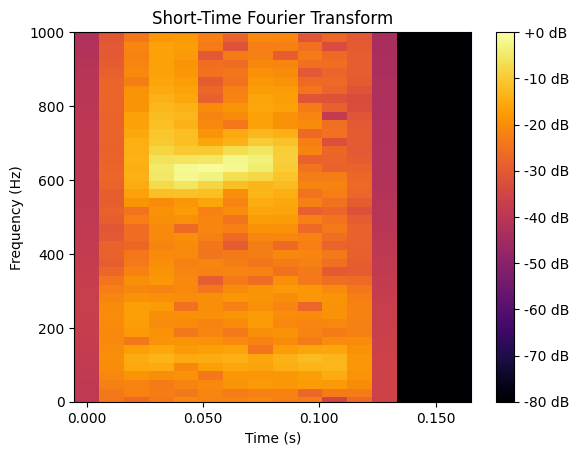 Short-Time Fourier Transform
1000
800
600
400
200
0
Frequency (Hz)
0.000
0.050
0.100
0.150
Time (s)
+0 dB
-10 dB
-20 dB
-30 dB
-40 dB
-50 dB
-60 dB
-70 dB
-80 dB